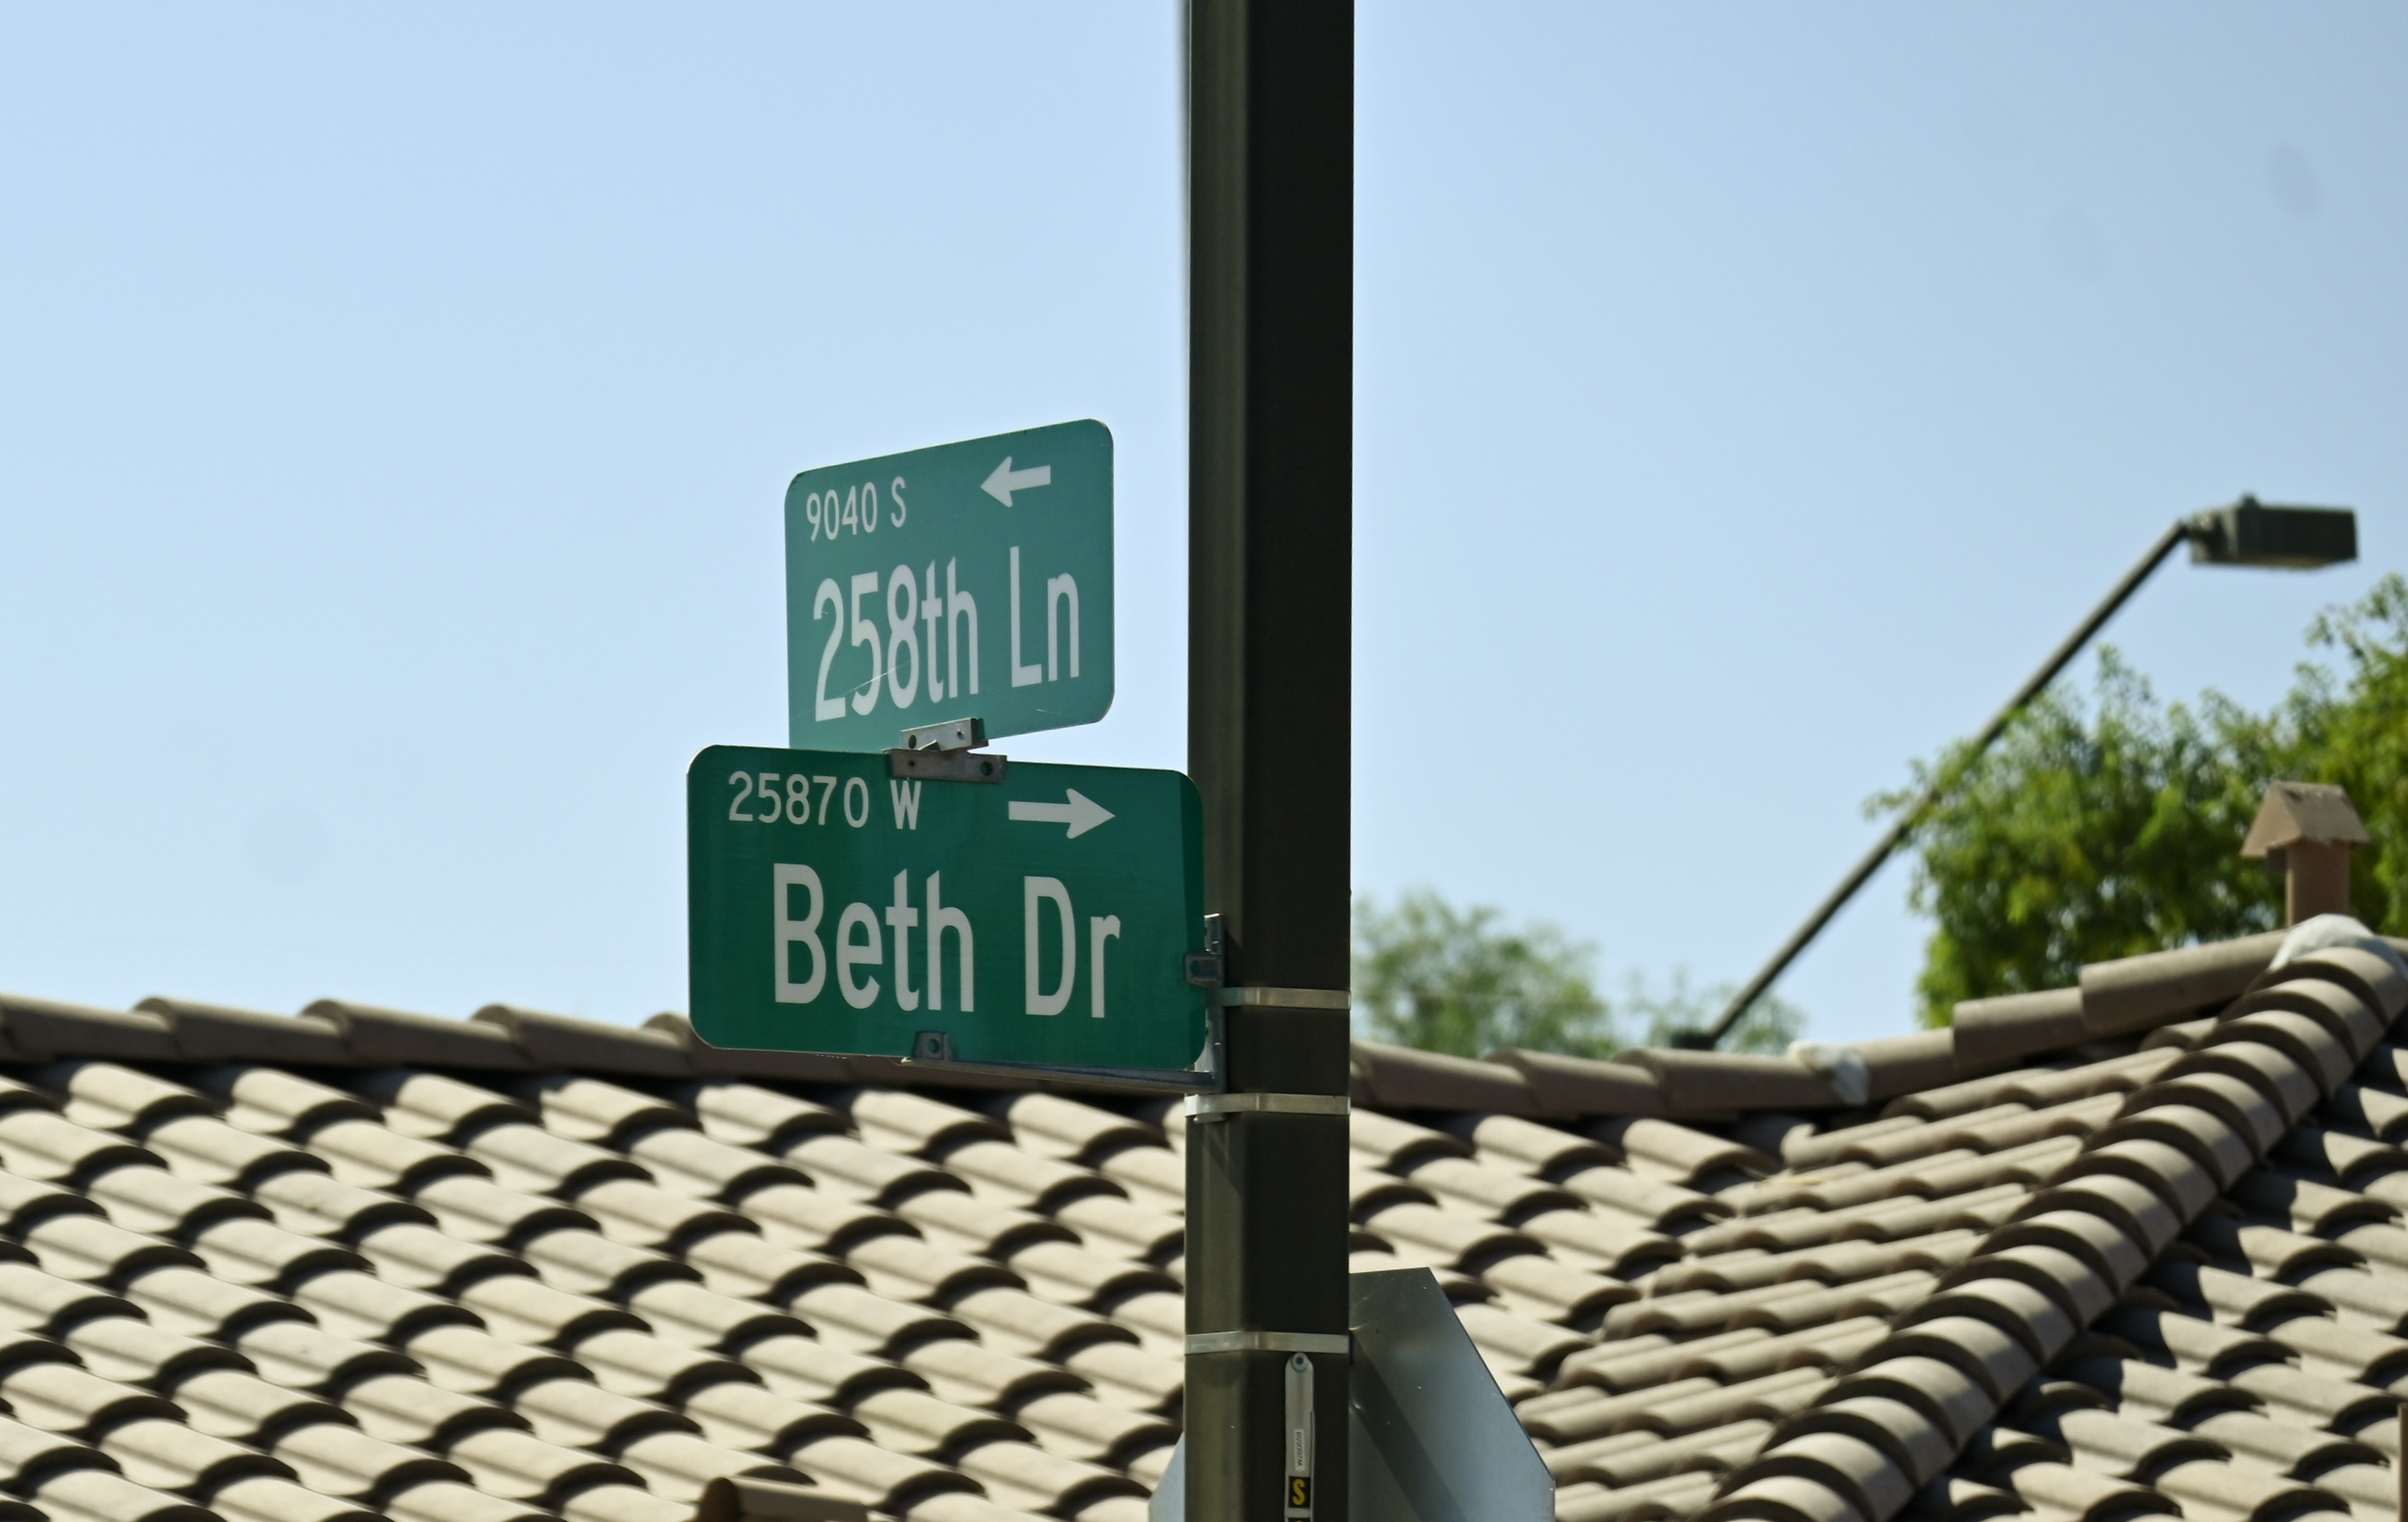 9040 S ←
258th Ln
25870 W →
Beth Dr
S